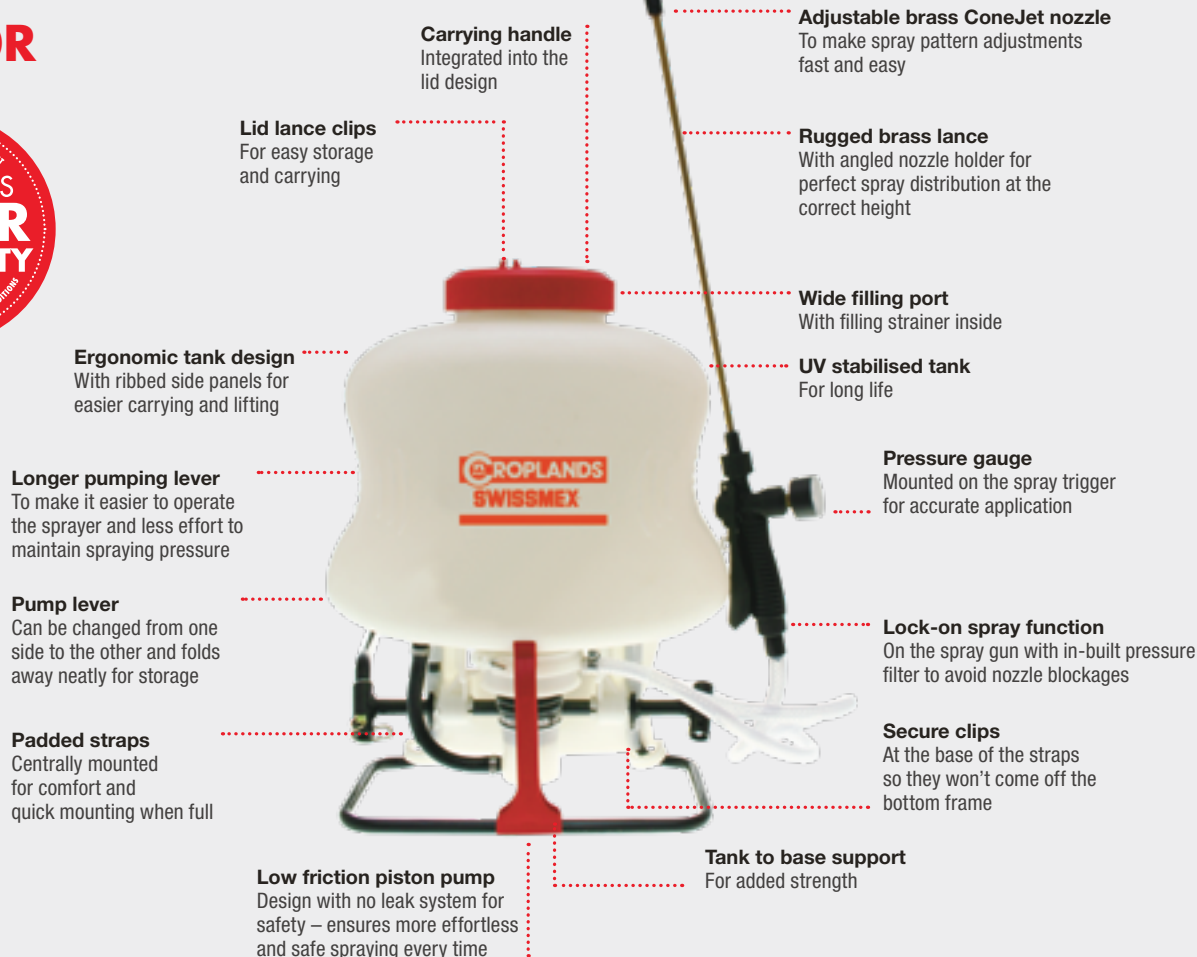 OR
S
R
TY
Carrying handle
Integrated into the
lid design
Adjustable brass ConeJet nozzle
To make spray pattern adjustments
fast and easy
Lid lance clips
For easy storage
and carrying
Rugged brass lance
With angled nozzle holder for
perfect spray distribution at the
correct height
Wide filling port
With filling strainer inside
Ergonomic tank design
With ribbed side panels for
easier carrying and lifting
UV stabilised tank
For long life
CROPLANDS
SWISSMEX
Longer pumping lever
To make it easier to operate
the sprayer and less effort to
maintain spraying pressure
Pressure gauge
Mounted on the spray trigger
for accurate application
Pump lever
Can be changed from one
side to the other and folds
away neatly for storage
Lock-on spray function
On the spray gun with in-built pressure
filter to avoid nozzle blockages
Padded straps
Centrally mounted
for comfort and
quick mounting when full
Secure clips
At the base of the straps
so they won't come off the
bottom frame
Tank to base support
For added strength
Low friction piston pump
Design with no leak system for
safety – ensures more effortless
and safe spraying every time